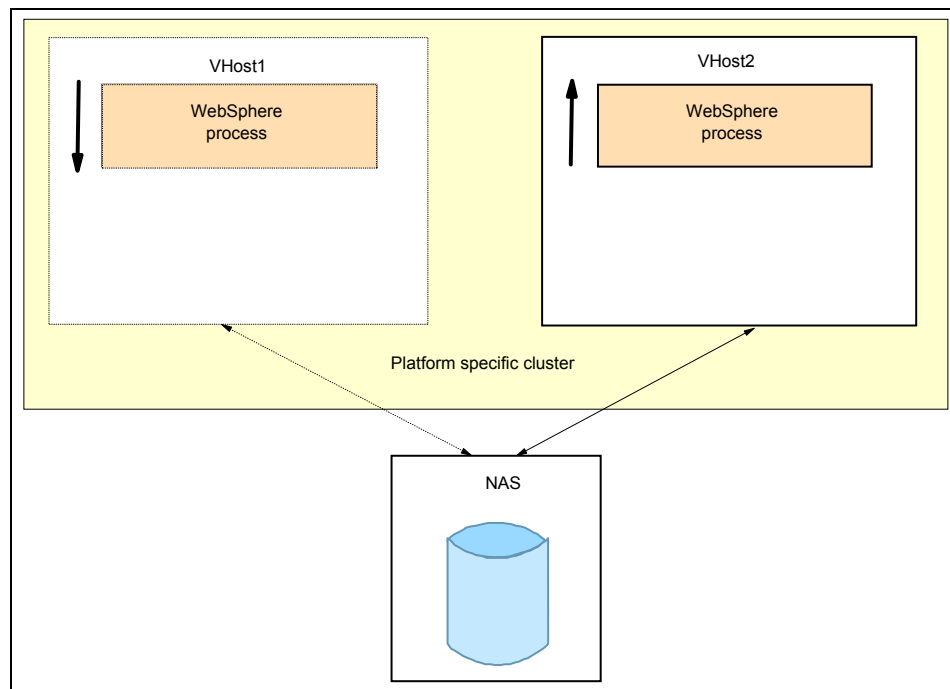 VHost1
WebSphere
process
VHost2
WebSphere
process
Platform specific cluster
NAS